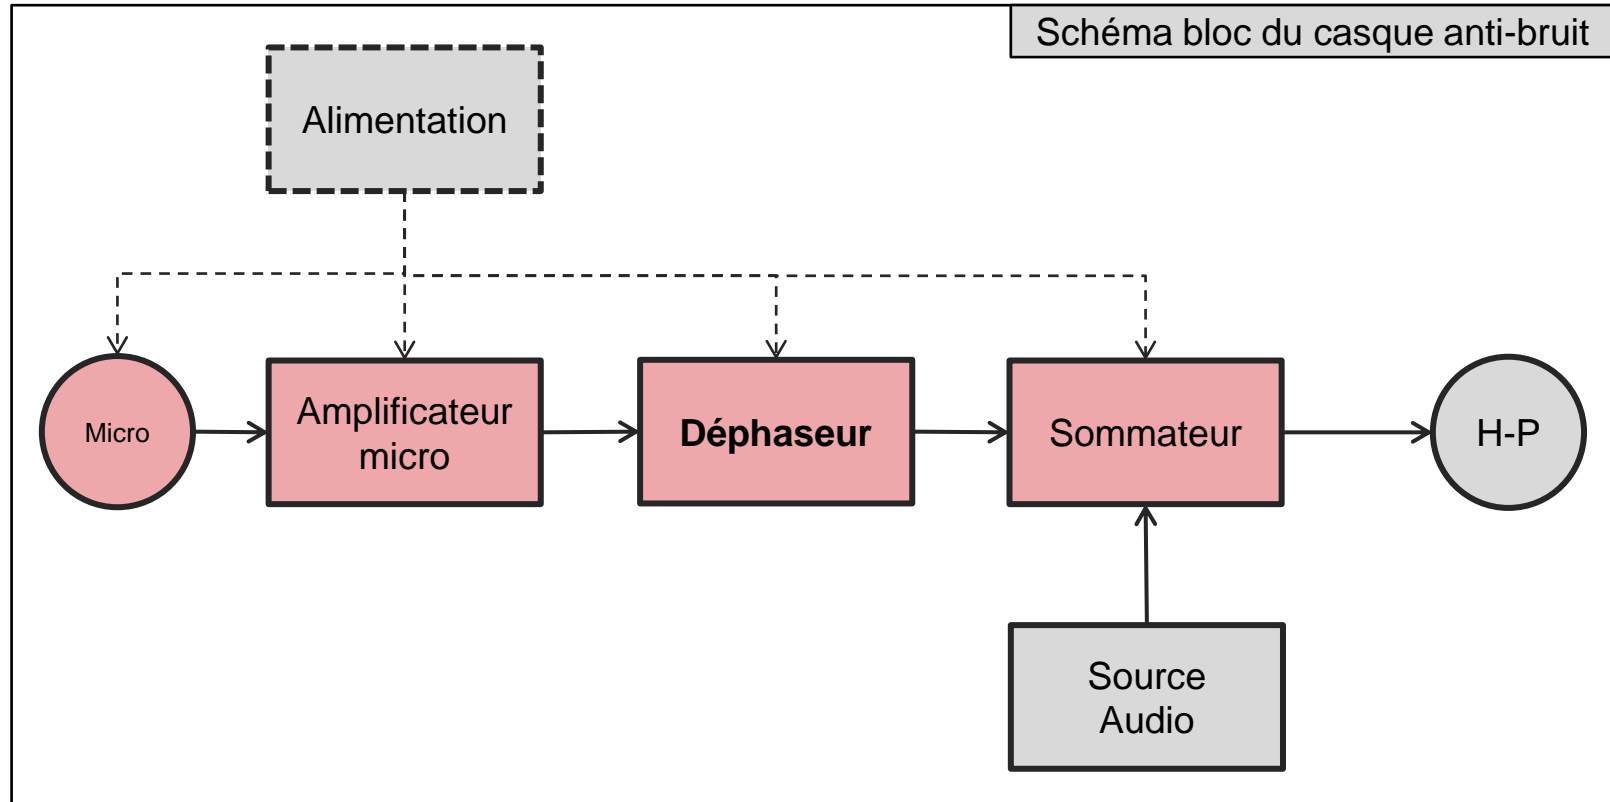 Schéma bloc du casque anti-bruit
Alimentation
Micro
Amplificateur
micro
Déphaseur
Sommateur
H-P
Source
Audio